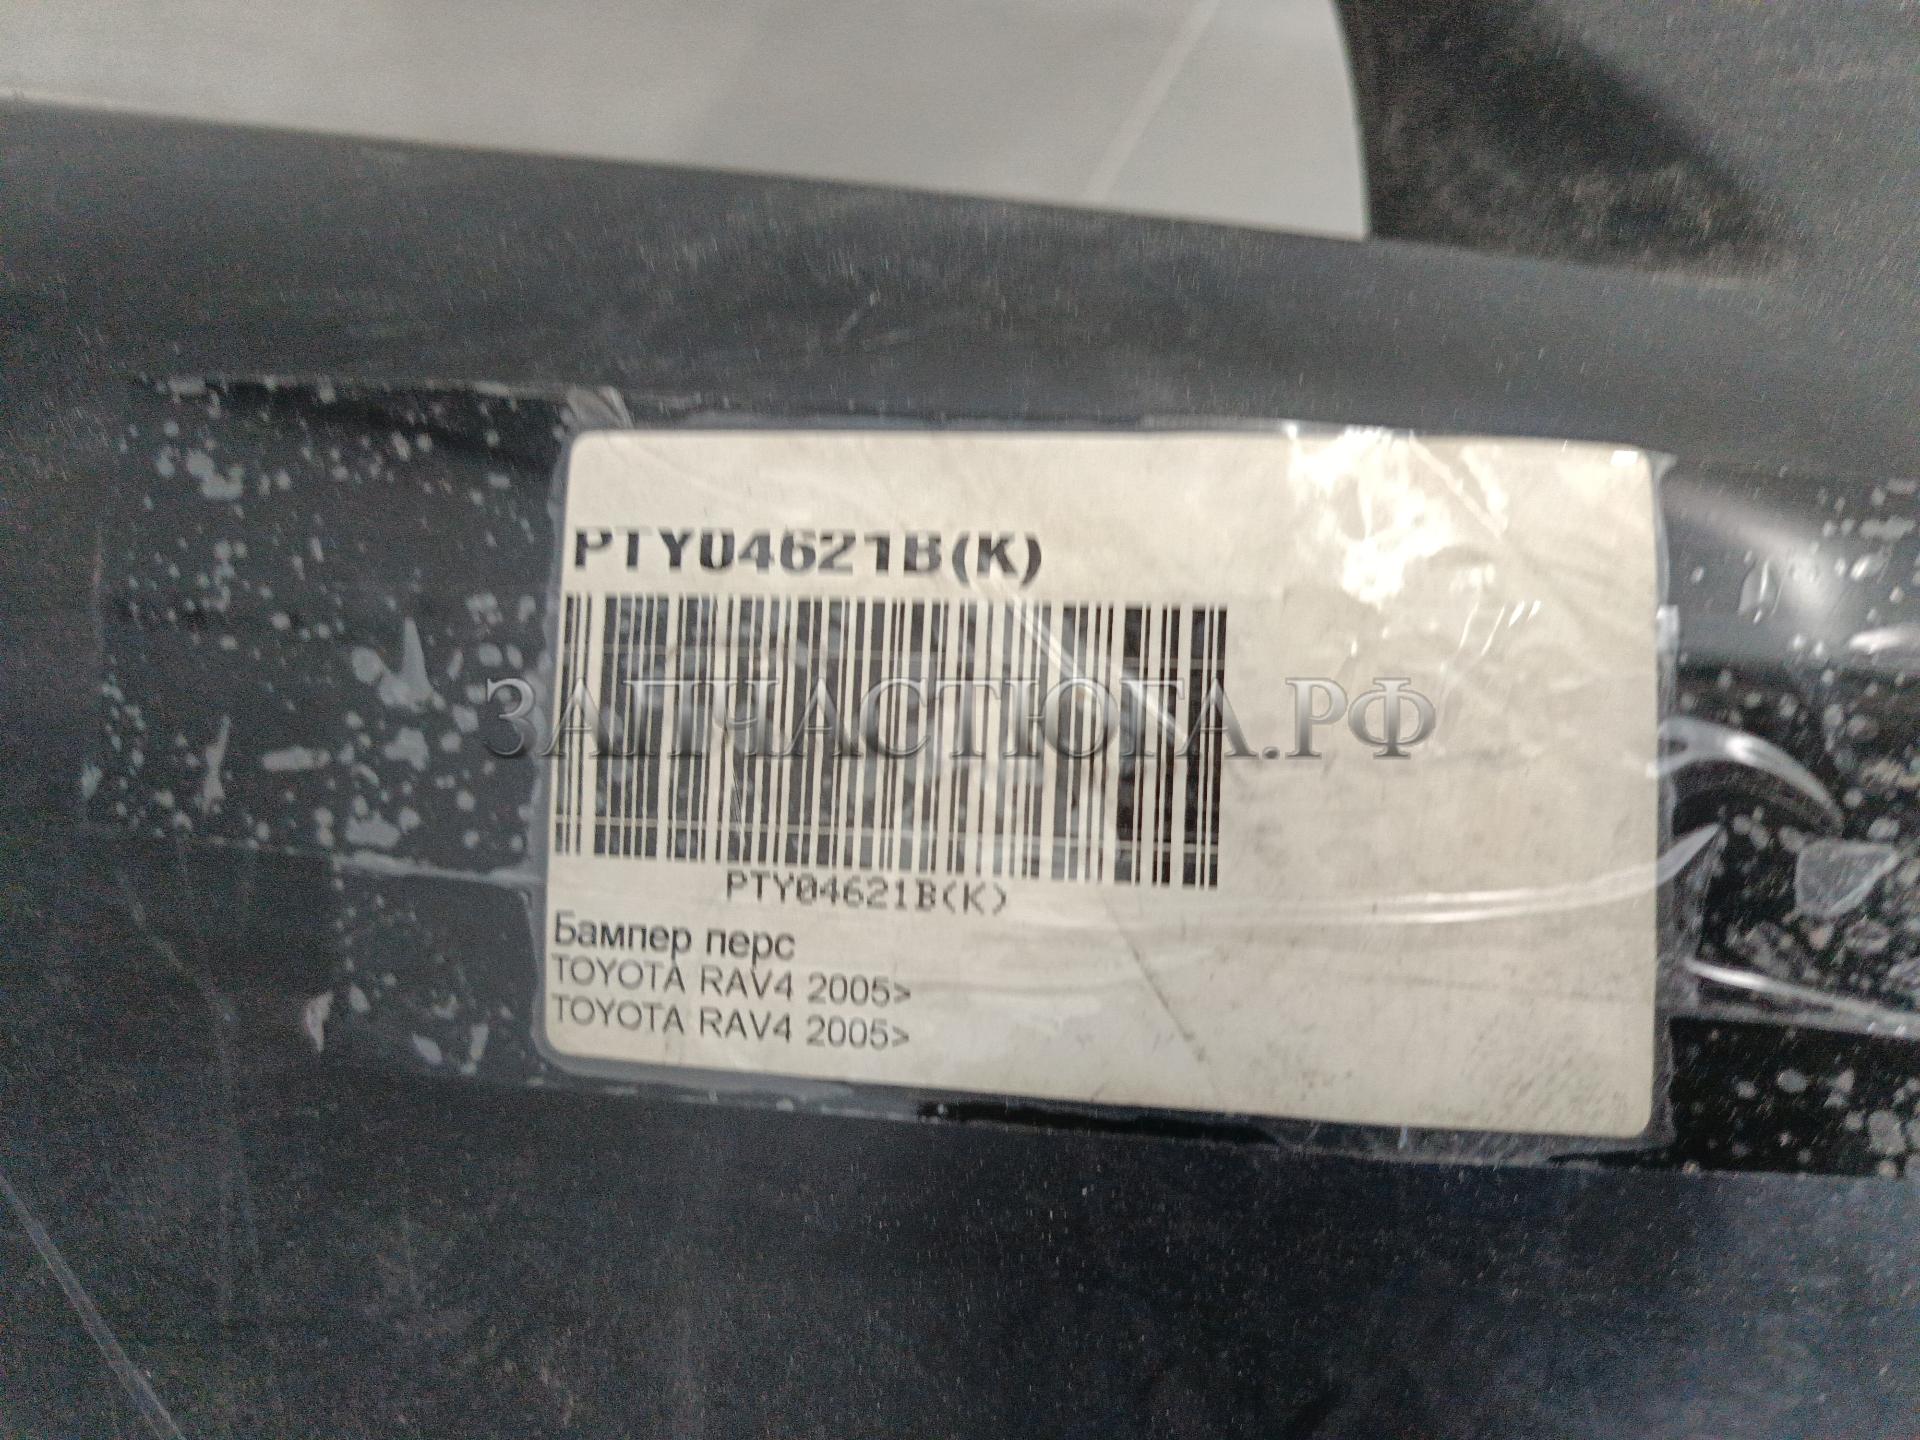 PTY04621B(K)
ЗАПЧАСТЮГА.РФ
PTY04621B(K)
Бампер перс
TOYOTA RAV4 2005>
TOYOTA RAV4 2005>